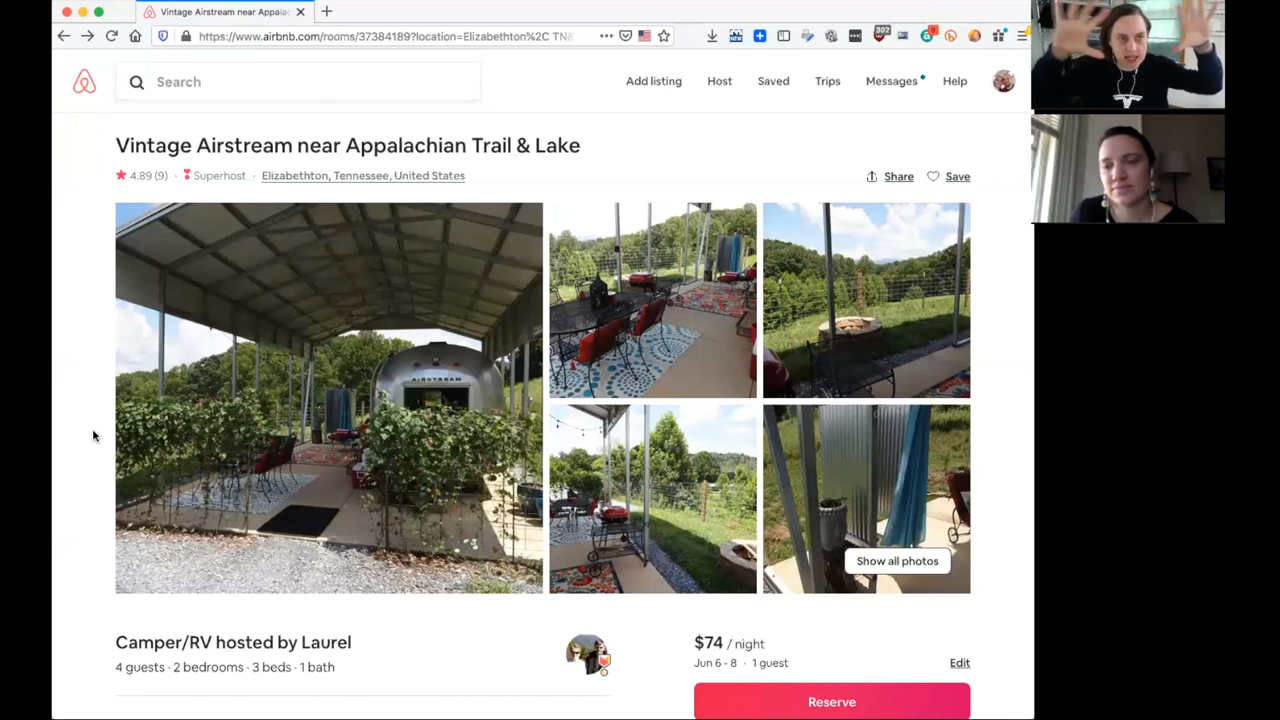 Vintage Airstream near Appalac
https://www.airbnb.com/rooms/37384189?location=Elizabethton%2C TN&
302
8
Search
Add listing
Host
Saved
Trips
Messages
Help
Vintage Airstream near Appalachian Trail & Lake
4.89 (9) · Superhost · Elizabethton, Tennessee, United States
Share
Save
AIRSTREAM
Show all photos
Camper/RV hosted by Laurel
4 guests · 2 bedrooms · 3 beds · 1 bath
$74 / night
Jun 6 - 8 · 1 guest
Edit
Reserve